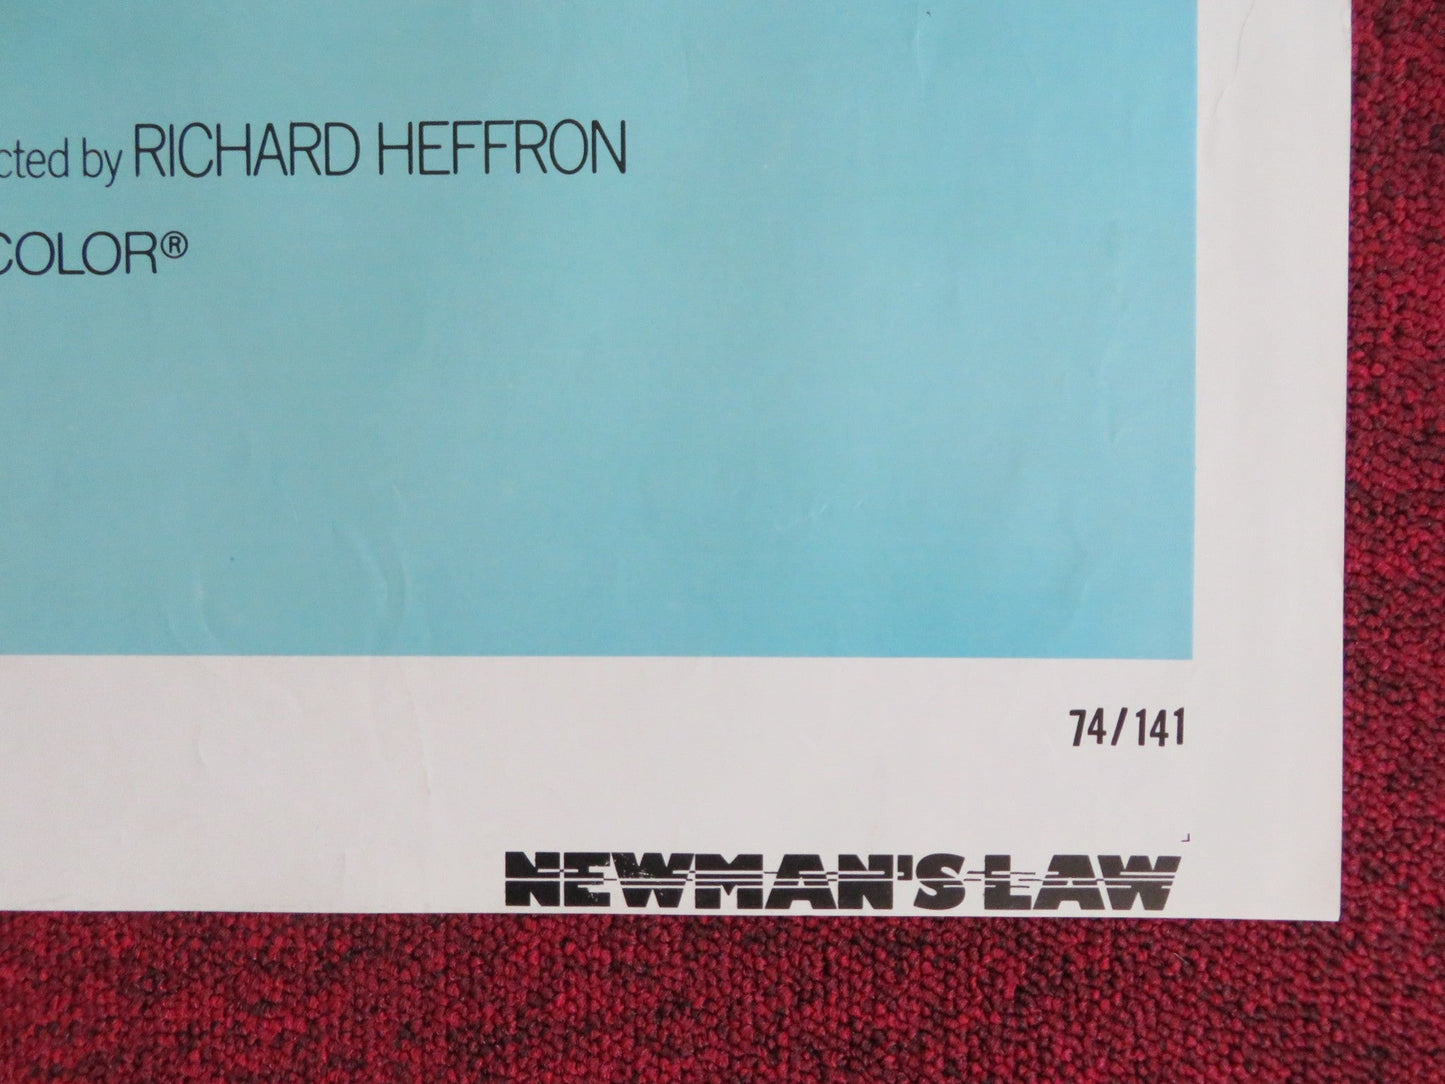 cted by RICHARD HEFFRON
COLOR®
74/141
NEWMAN'S LAW